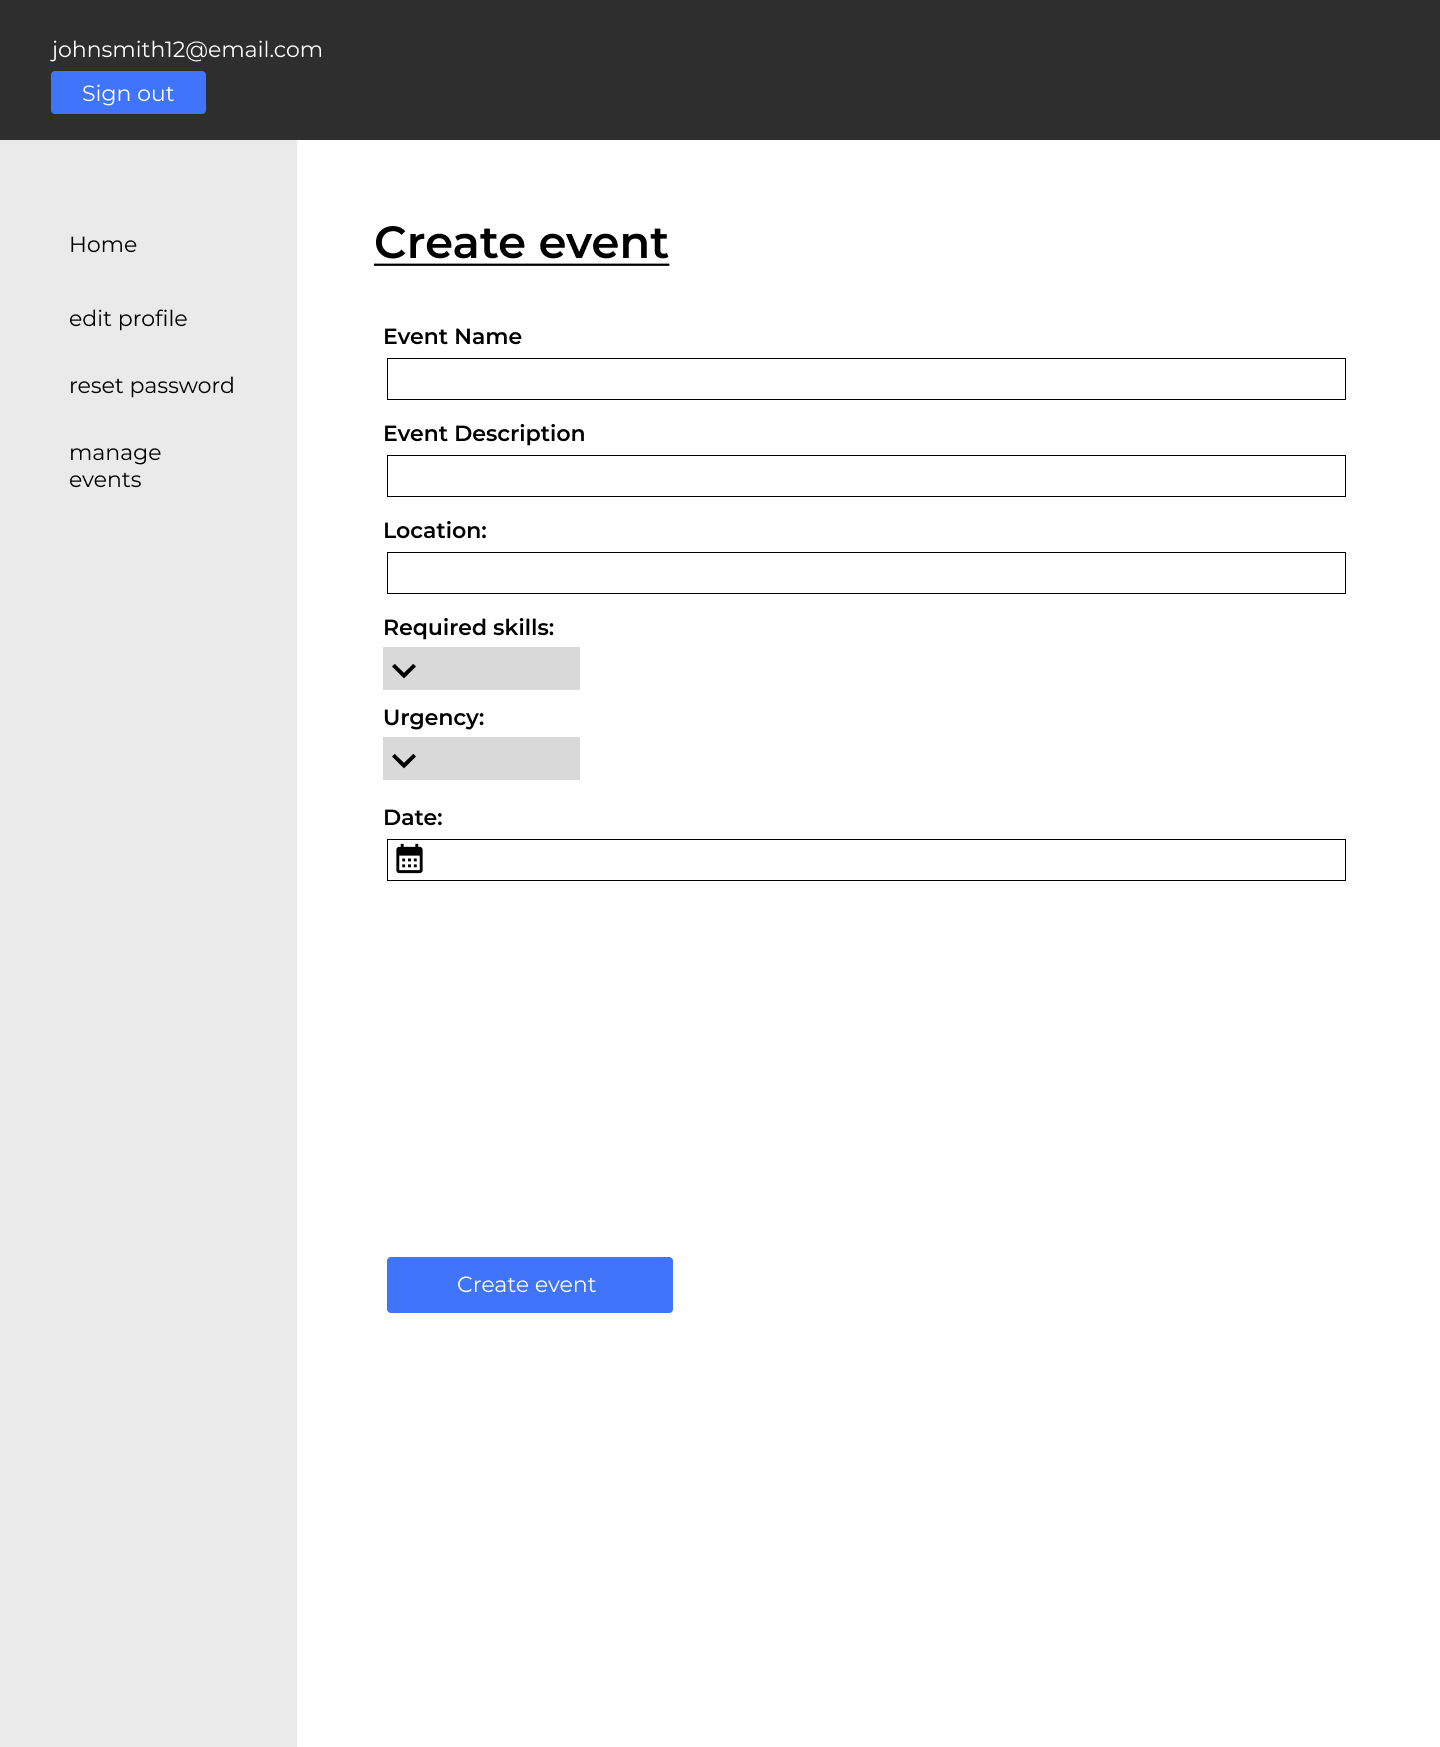 johnsmith12@email.com
Sign out
Home
edit profile
reset password
manage
events
Create event
Event Name
Event Description
Location:
Required skills:
Urgency:
Date:
Create event